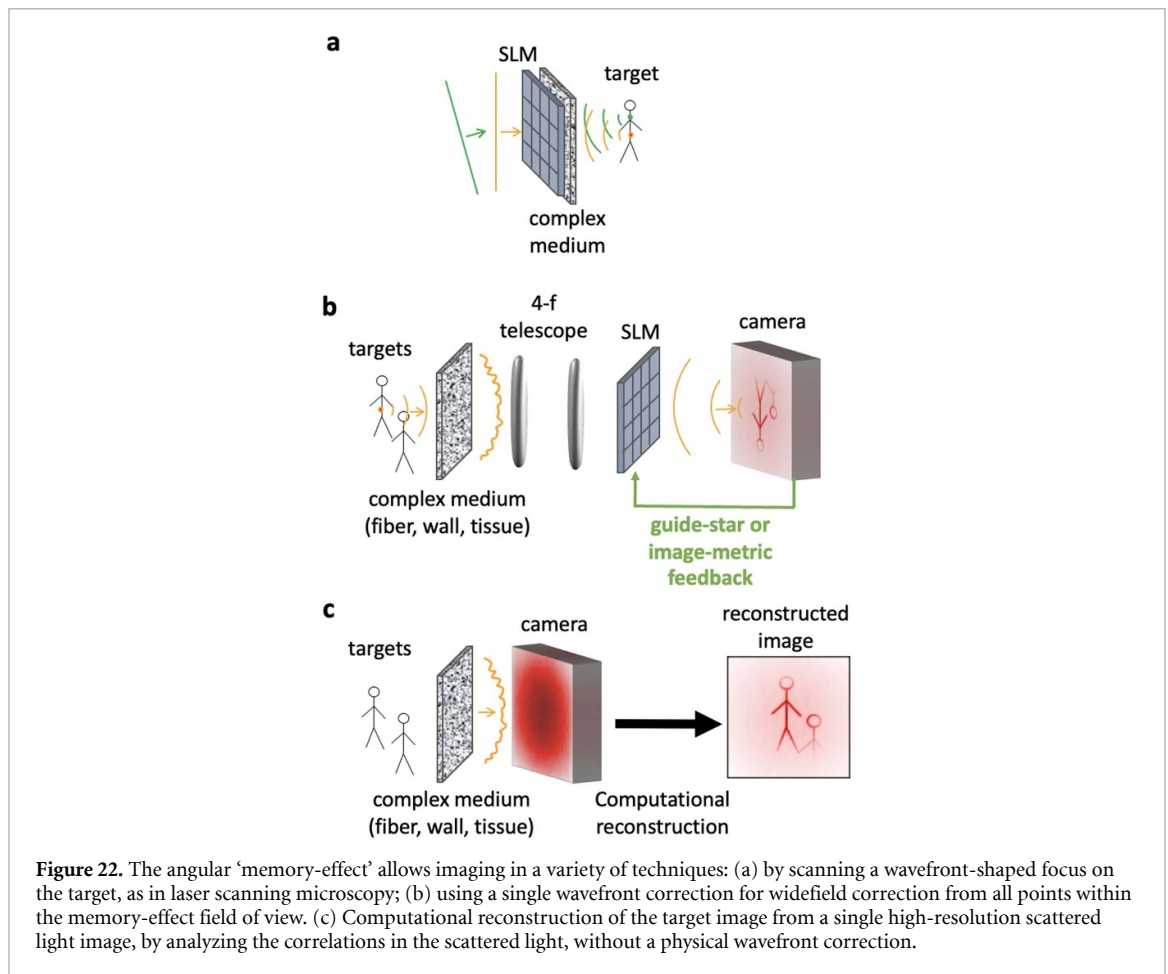 a
SLM
target
complex
medium
b
4-f
telescope
SLM
camera
targets
complex medium
(fiber, wall, tissue)
guide-star or
image-metric
feedback
c
camera
reconstructed
image
targets
complex medium
(fiber, wall, tissue)
Computational
reconstruction
Figure 22. The angular ‘memory-effect’ allows imaging in a variety of techniques: (a) by scanning a wavefront-shaped focus on
the target, as in laser scanning microscopy; (b) using a single wavefront correction for widefield correction from all points within
the memory-effect field of view. (c) Computational reconstruction of the target image from a single high-resolution scattered
light image, by analyzing the correlations in the scattered light, without a physical wavefront correction.